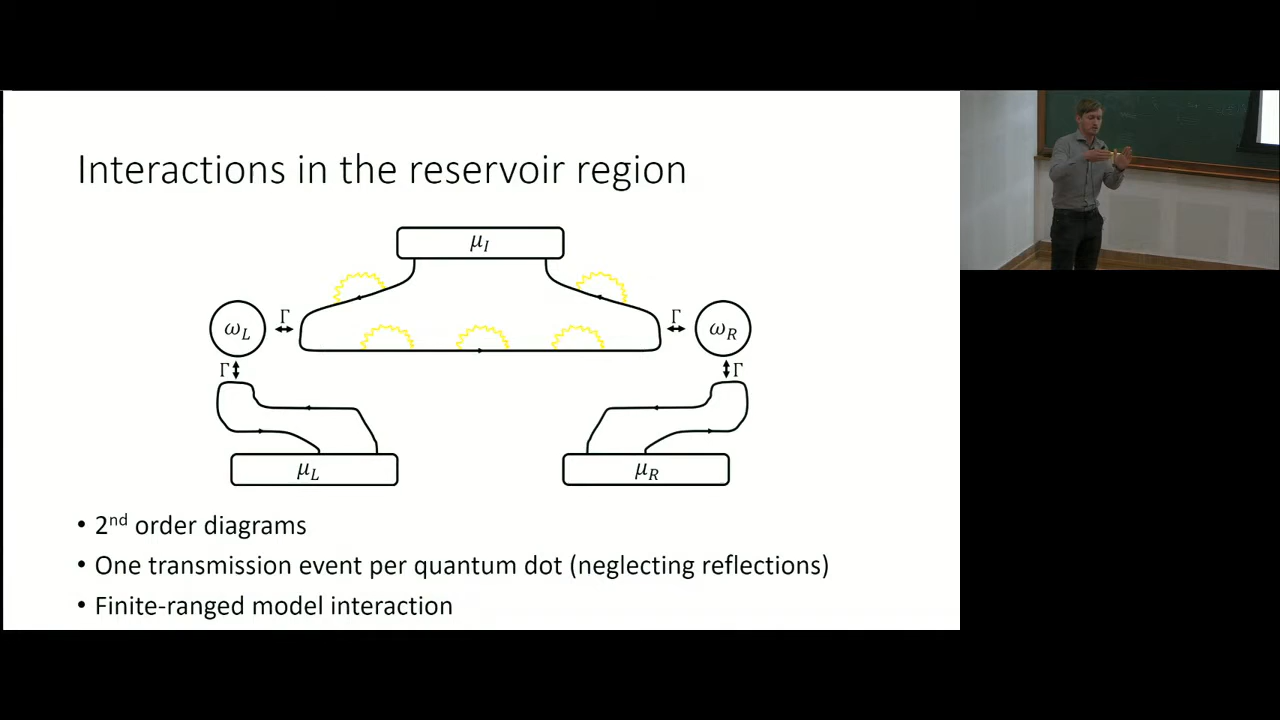 Interactions in the reservoir region
μ_I
Γ
Γ
ω_L
ω_R
Γ
Γ
μ_L
μ_R
• 2nd order diagrams
• One transmission event per quantum dot (neglecting reflections)
• Finite-ranged model interaction